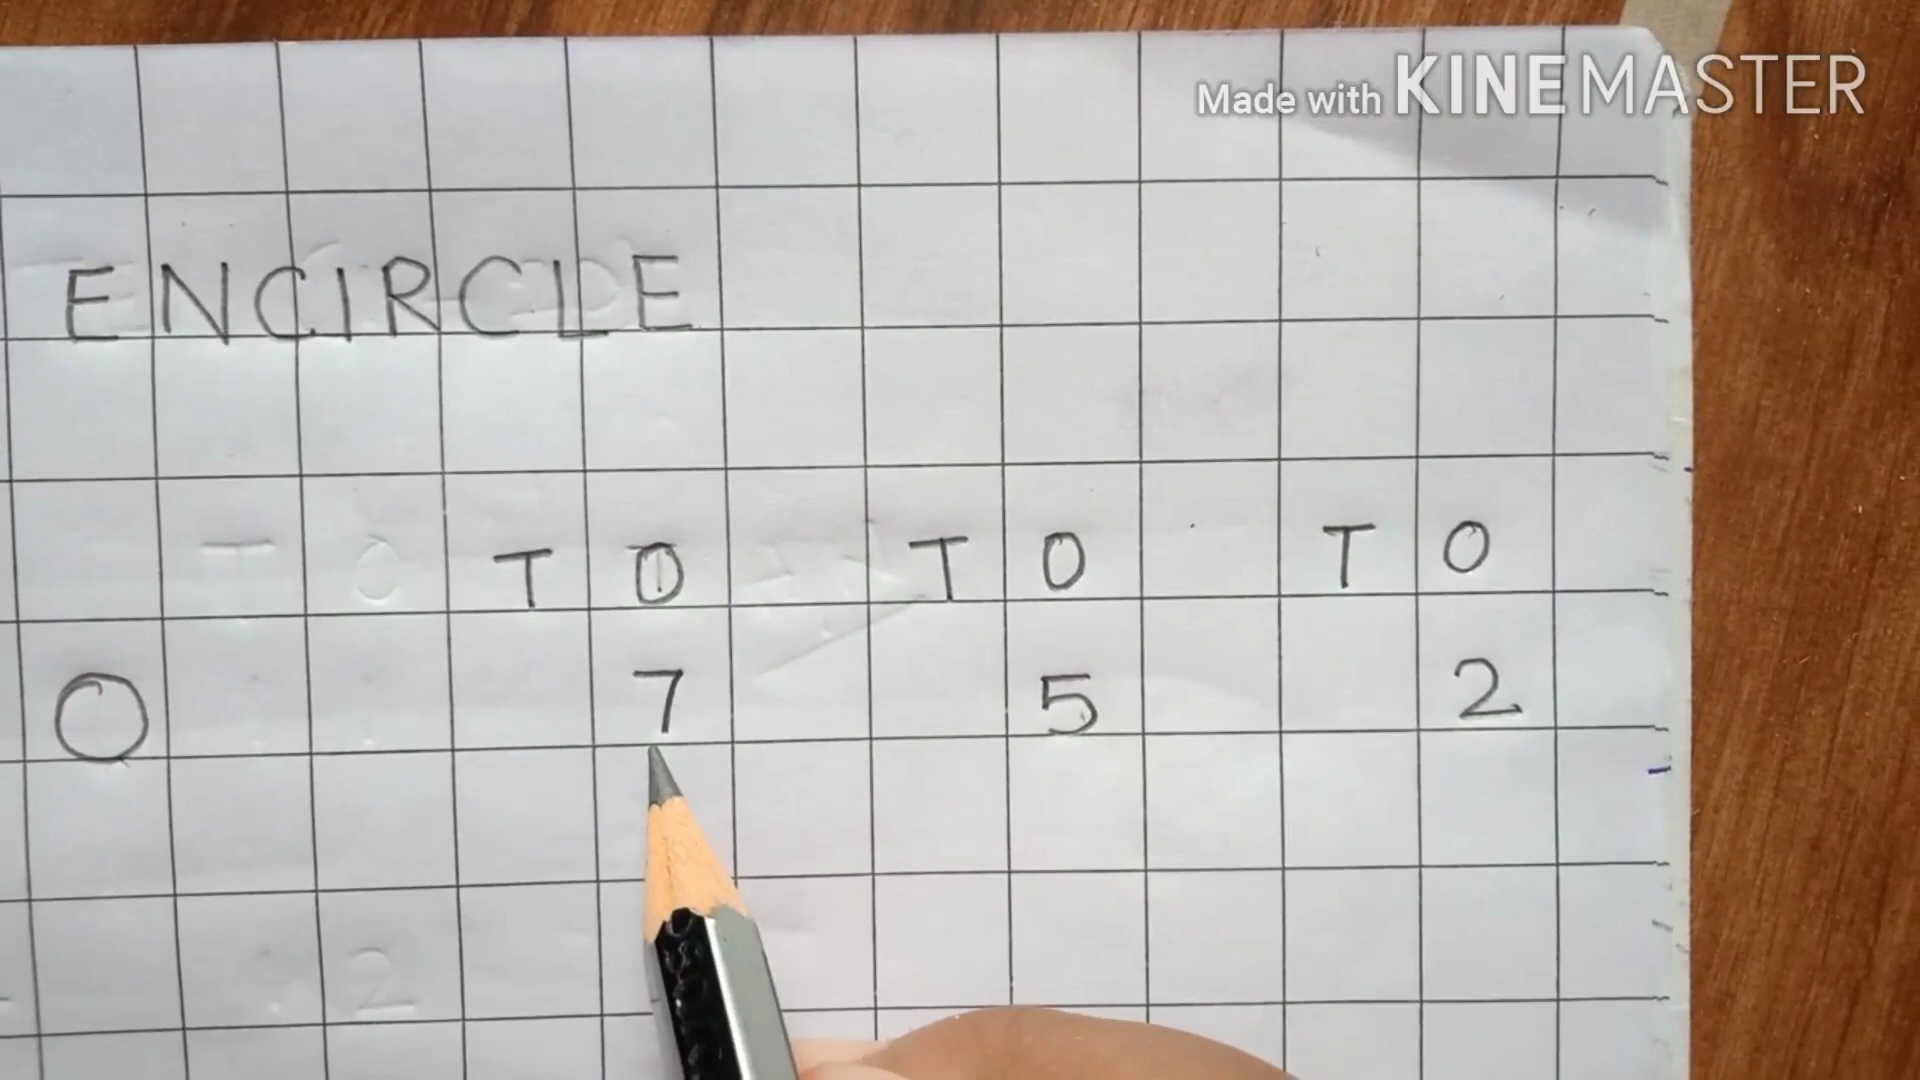 Made with KINEMASTER
ENCIRCLE
T O T O T O
O 7 5 2